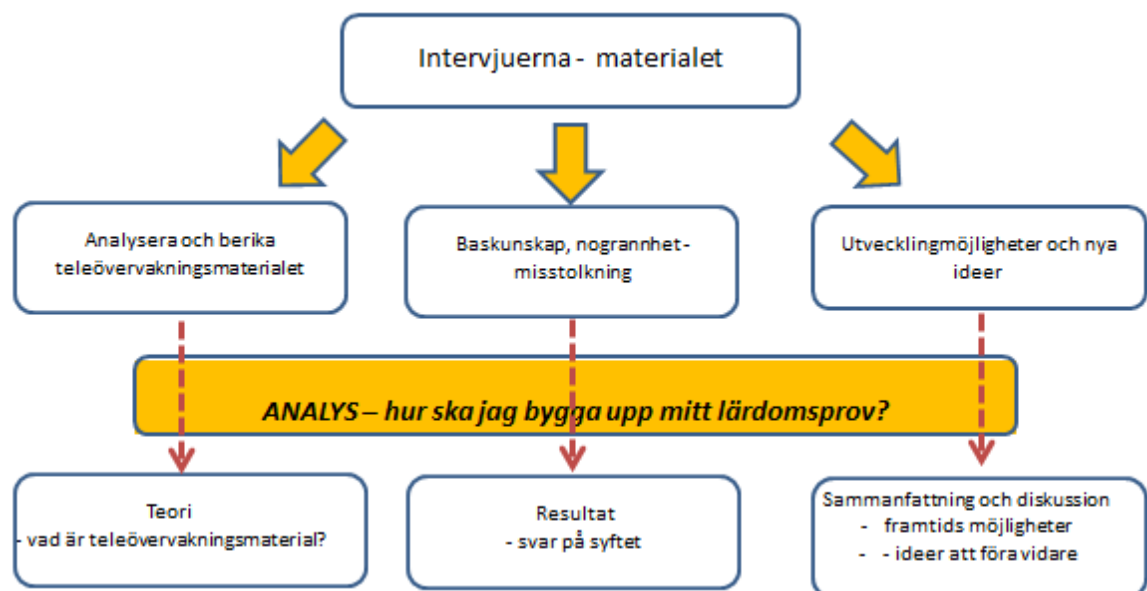 Intervjuerna - materialet
Analysera och berika
teleövervakningsmaterialet
Baskunskap, nogrannhet -
misstolkning
Utvecklingmöjligheter och nya
ideer
ANALYS – hur ska jag bygga upp mitt lärdomsprov?
Teori
- vad är teleövervakningsmaterial?
Resultat
- svar på syftet
Sammanfattning och diskussion
- framtids möjligheter
- - ideer att föra vidare